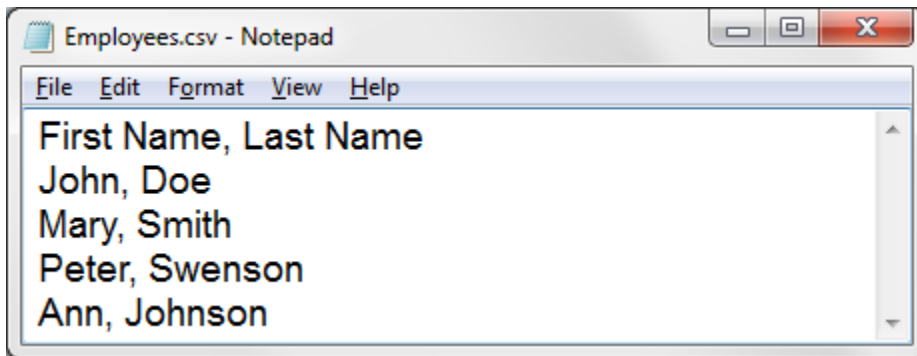 Employees.csv - Notepad
File Edit Format View Help
First Name, Last Name
John, Doe
Mary, Smith
Peter, Swenson
Ann, Johnson